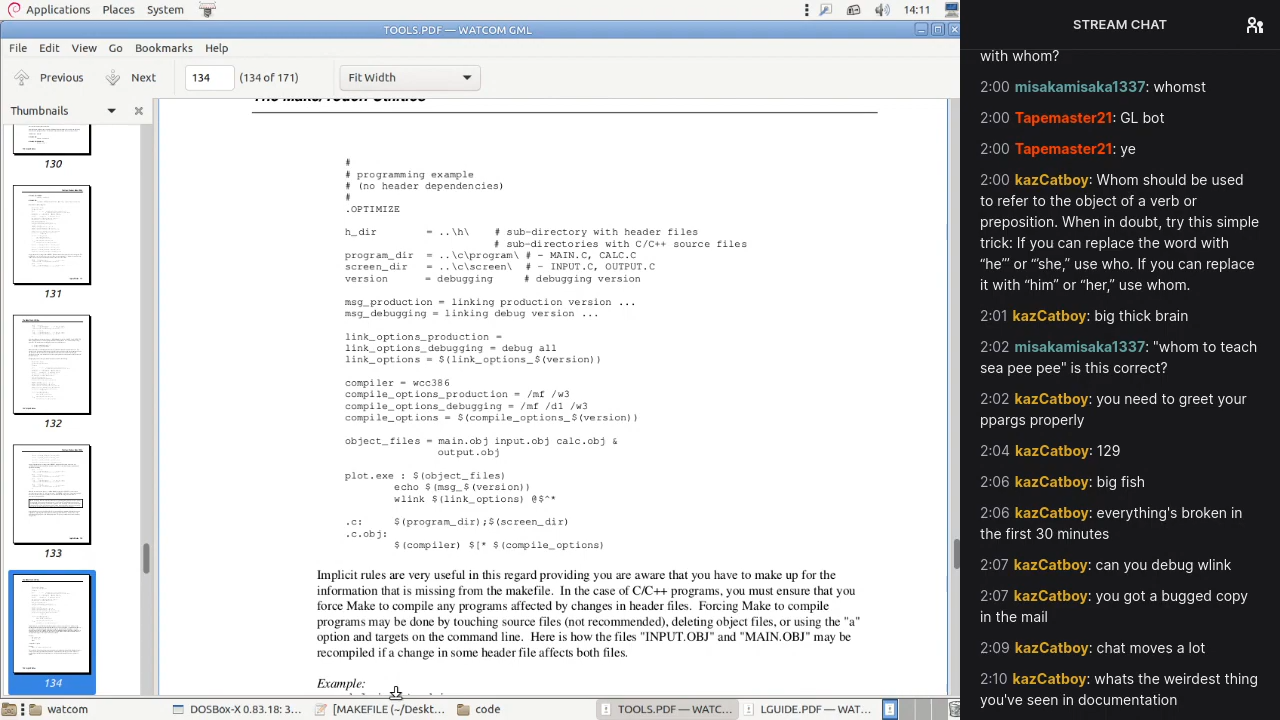 Applications Places System 14:11
TOOLS.PDF — WATCOM GML
File Edit View Go Bookmarks Help
Previous Next 134 (134 of 171) Fit Width
Thumbnails
130
131
132
133
134
The Make/Touch Utilities
#
# programming example
# (no header dependencies)
#
.OPTIMIZE
h_dir = ..\h\ # sub-directory with header files
sub-directories with C/C++ source files
program_dir = ..\c\program\ # - MAIN.C, CALC.C
screen_dir = ..\c\screen\ # - INPUT.C, OUTPUT.C
version = debugging # debugging version
msg_production = linking production version ...
msg_debugging = linking debug version ...
link_options_production =
link_options_debugging = debug all
link_options = $(link_options_$(version))
compiler = wcc386
compile_options_production = /mf /w3
compile_options_debugging = /mf /d1 /w3
compile_options = $(compile_options_$(version))
object_files = main.obj input.obj calc.obj &
output.obj
plot.exe : $(object_files)
echo $(msg_$(version))
wlink $(link_options) @$^*
.c: $(program_dir);$(screen_dir)
.c.obj:
$(compiler) $[* $(compile_options)
Implicit rules are very useful in this regard providing you are aware that you have to make up for the
information that is missing from the makefile. In the case of C/C++ programs, you must ensure that you
force Make to compile any programs affected by changes in header files. Forcing Make to compile
programs may be done by touching source files (not recommended), deleting object files, or using the "a"
option and targets on the command line. Here is how the files "INPUT.OBJ" and "MAIN.OBJ" may be
recompiled if a change in some header file affects both files.
Example:
watcom DOSBox-X 0.83.18: 3... [MAKEFILE (~/Deskt... code TOOLS.PDF — WATC... LGUIDE.PDF — WAT...
STREAM CHAT
with whom?
2:00 misakamisaka1337: whomst
2:00 Tapemaster21: GL bot
2:00 Tapemaster21: ye
2:00 kazCatboy: Whom should be used
to refer to the object of a verb or
preposition. When in doubt, try this simple
trick: If you can replace the word with
“he”’ or “’she,” use who. If you can replace
it with “him” or “her,” use whom.
2:01 kazCatboy: big thick brain
2:02 misakamisaka1337: "whom to teach
sea pee pee" is this correct?
2:02 kazCatboy: you need to greet your
ppargs properly
2:04 kazCatboy: 129
2:06 kazCatboy: big fish
2:06 kazCatboy: everything's broken in
the first 30 minutes
2:07 kazCatboy: can you debug wlink
2:07 kazCatboy: you got a bugged copy
in the mail
2:09 kazCatboy: chat moves a lot
2:10 kazCatboy: whats the weirdest thing
you've seen in documentation